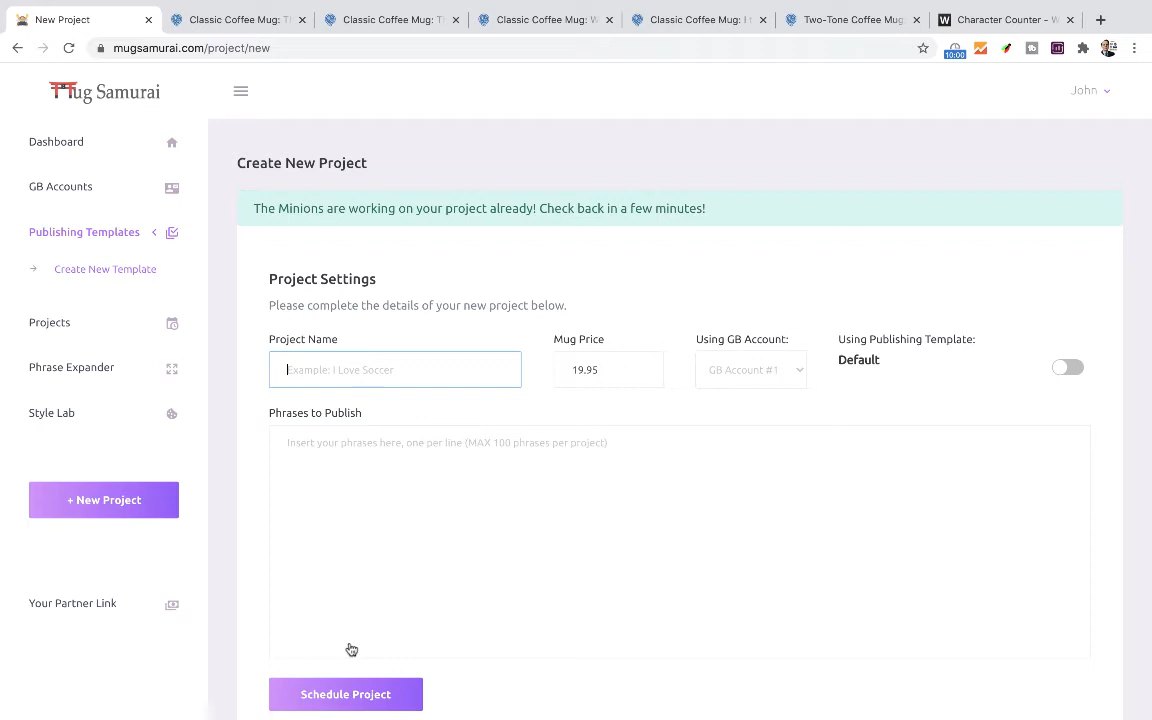 New Project
Classic Coffee Mug: Th
Classic Coffee Mug: Th
Classic Coffee Mug: W
Classic Coffee Mug: I t
Two-Tone Coffee Mug
Character Counter - W
mugsamurai.com/project/new
10:00
Mug Samurai
John
Dashboard
GB Accounts
Publishing Templates
Create New Template
Projects
Phrase Expander
Style Lab
+ New Project
Your Partner Link
Create New Project
The Minions are working on your project already! Check back in a few minutes!
Project Settings
Please complete the details of your new project below.
Project Name
Mug Price
Using GB Account:
Using Publishing Template:
Example: I Love Soccer
19.95
GB Account #1
Default
Phrases to Publish
Insert your phrases here, one per line (MAX 100 phrases per project)
Schedule Project